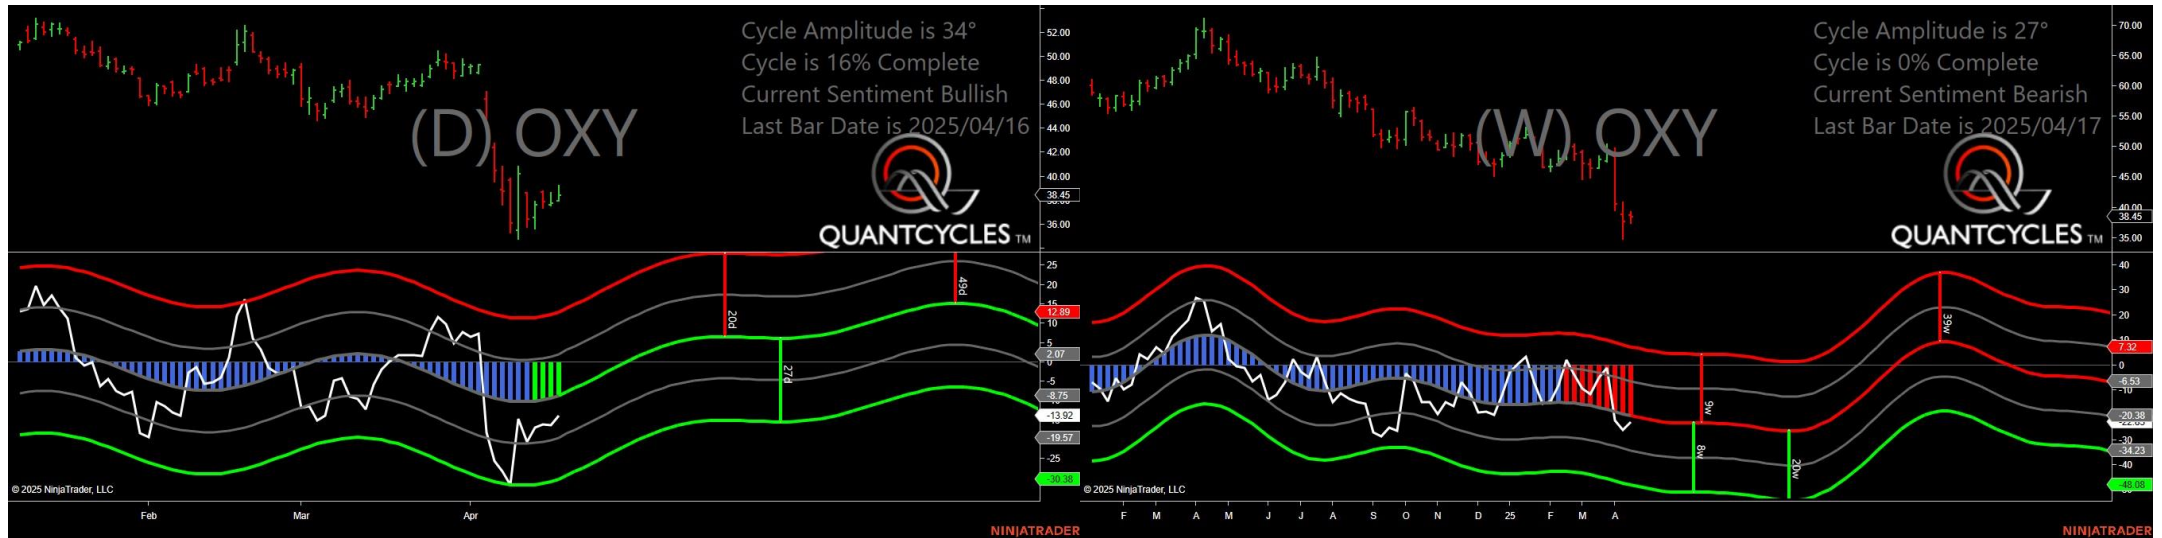 Cycle Amplitude is 34°
Cycle is 16% Complete
Current Sentiment Bullish
Last Bar Date is 2025/04/16
(D) OXY
QUANTCYCLES TM
52.00
50.00
48.00
46.00
44.00
42.00
40.00
38.45
36.00
25
20
15
12.89
10
5
2.07
0
-5
-8.75
-13.92
-19.57
-25
-30.38
20d
27d
49d
© 2025 NinjaTrader, LLC
Feb
Mar
Apr
NINJATRADER
Cycle Amplitude is 27°
Cycle is 0% Complete
Current Sentiment Bearish
Last Bar Date is 2025/04/17
(W) OXY
QUANTCYCLES TM
70.00
65.00
60.00
55.00
50.00
45.00
40.00
38.45
35.00
40
30
20
10
7.32
0
-6.53
-10
-20.38
-30
-34.23
-40
-48.08
9w
8w
20w
39w
© 2025 NinjaTrader, LLC
F M A M J J A S O N D 25 F M A
NINJATRADER